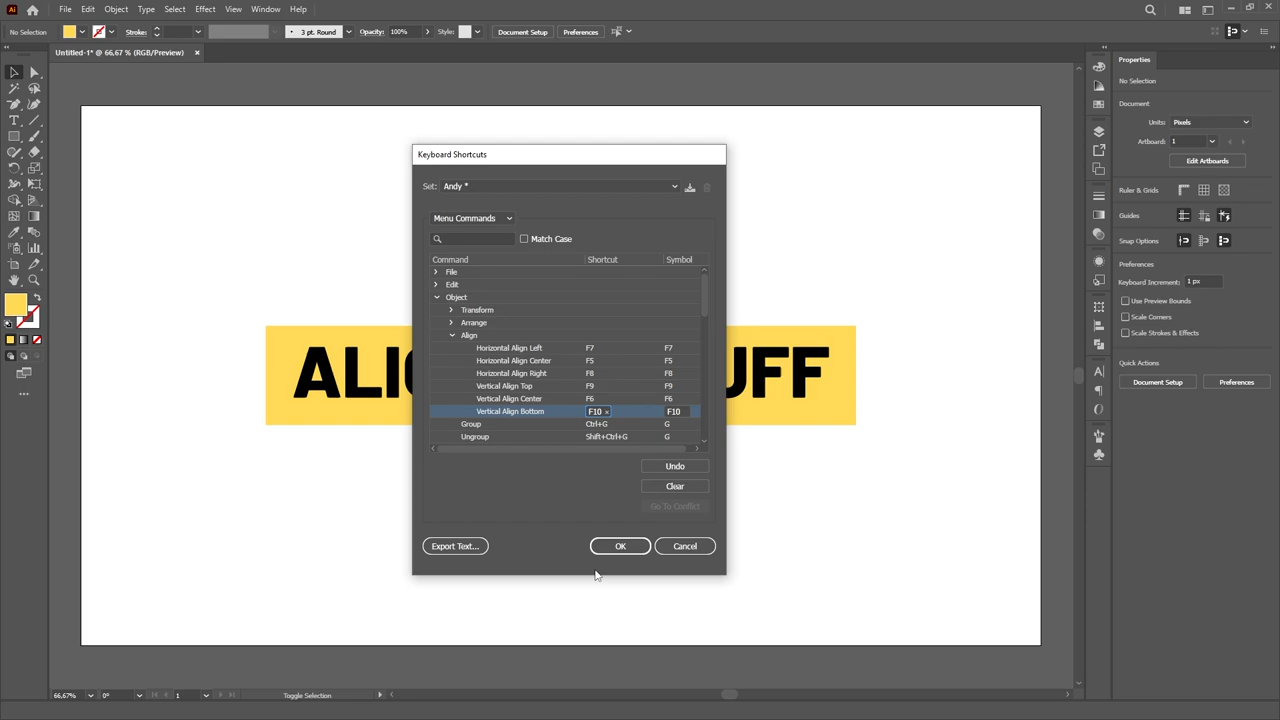 File Edit Object Type Select Effect View Window Help
No Selection Stroke: 3 pt. Round Opacity: 100% Style: Document Setup Preferences
Untitled-1* @ 66,67 % (RGB/Preview) ×
Properties
No Selection
Document
Units: Pixels
Artboard: 1
Edit Artboards
Ruler & Grids
Guides
Snap Options
Preferences
Keyboard Increment: 1 px
Use Preview Bounds
Scale Corners
Scale Strokes & Effects
Quick Actions
Document Setup Preferences
Keyboard Shortcuts
Set: Andy *
Menu Commands
Match Case
Command Shortcut Symbol
File
Edit
Object
Transform
Arrange
Align
Horizontal Align Left F7 F7
Horizontal Align Center F5 F5
Horizontal Align Right F8 F8
Vertical Align Top F9 F9
Vertical Align Center F6 F6
Vertical Align Bottom F10 × F10
Group Ctrl+G G
Ungroup Shift+Ctrl+G G
Undo
Clear
Go To Conflict
Export Text... OK Cancel
ALIG UFF
66.67% 0° 1 Toggle Selection